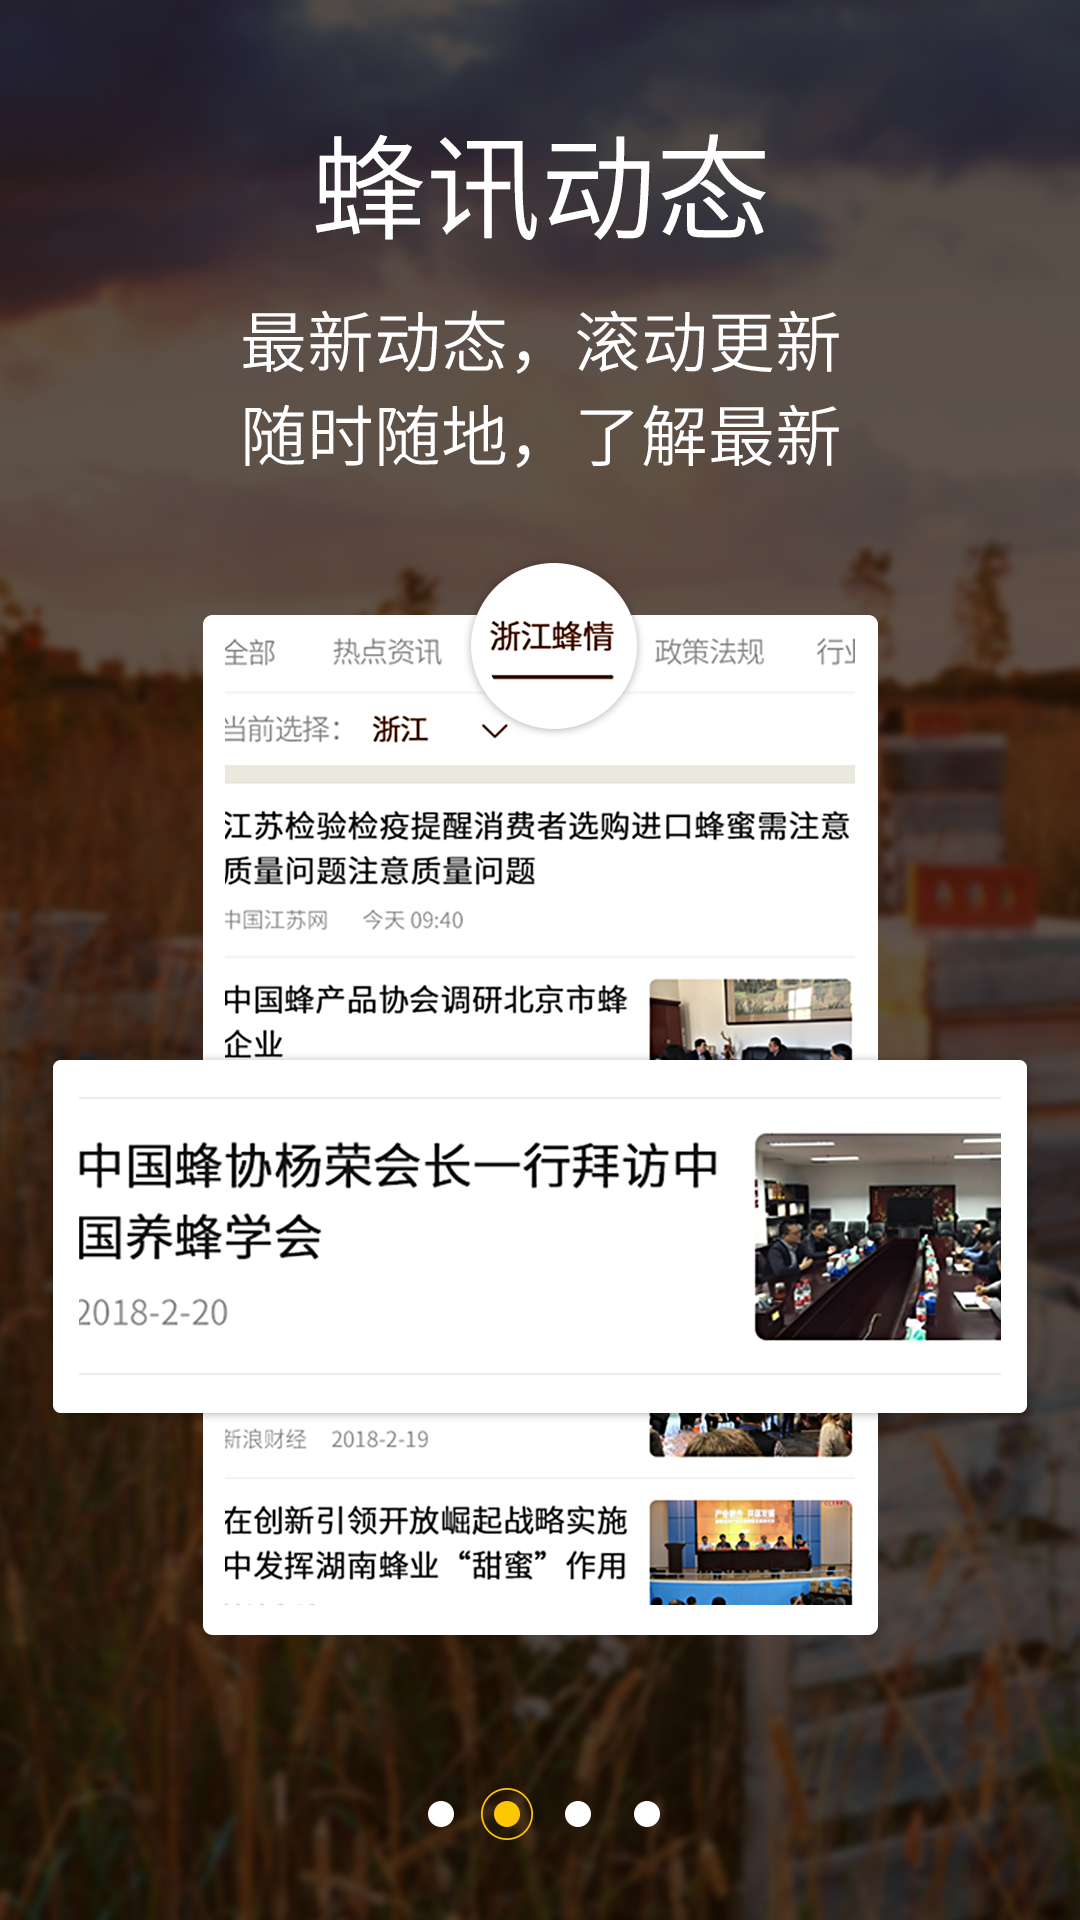 蜂讯动态
最新动态，滚动更新
随时随地，了解最新
全部 热点资讯 浙江蜂情 政策法规 行业
当前选择： 浙江
江苏检验检疫提醒消费者选购进口蜂蜜需注意
质量问题注意质量问题
中国江苏网 今天 09:40
中国蜂产品协会调研北京市蜂
企业
中国蜂协杨荣会长一行拜访中
国养蜂学会
2018-2-20
新浪财经 2018-2-19
在创新引领开放崛起战略实施
中发挥湖南蜂业“甜蜜”作用